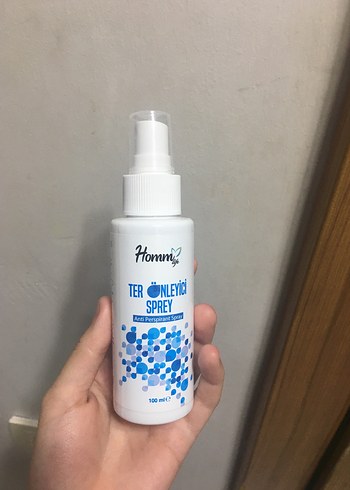 Homm
TER ÖNLEYİCİ
SPREY
Anti Perspirant Spray
100 ml e